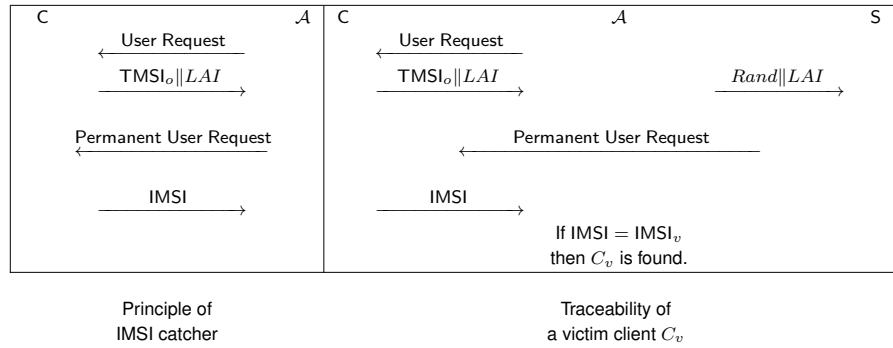 C A C A S
User Request User Request
TMSI_o‖LAI TMSI_o‖LAI Rand‖LAI
Permanent User Request Permanent User Request
IMSI IMSI
If IMSI = IMSI_v
then C_v is found.
Principle of Traceability of
IMSI catcher a victim client C_v